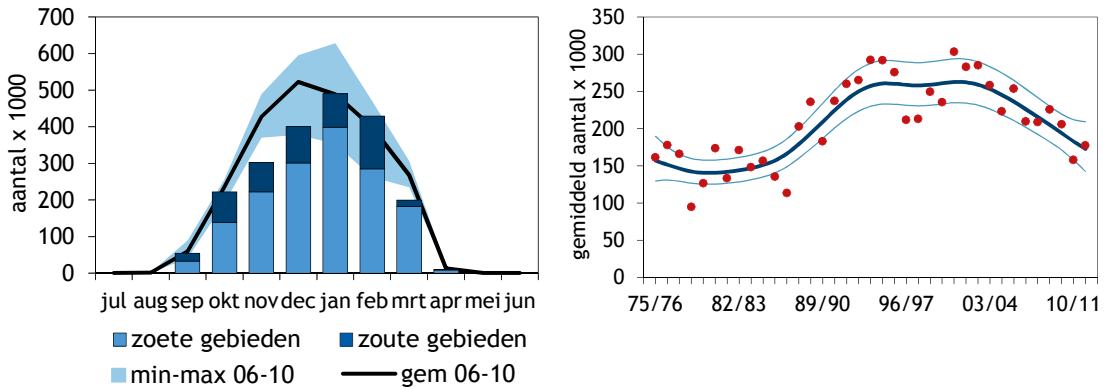 aantal x 1000
700
600
500
400
300
200
100
0
jul aug sep okt nov dec jan feb mrt apr mei jun
zoete gebieden
zoute gebieden
min-max 06-10
gem 06-10
gemiddeld aantal x 1000
350
300
250
200
150
100
50
0
75/76 82/83 89/90 96/97 03/04 10/11